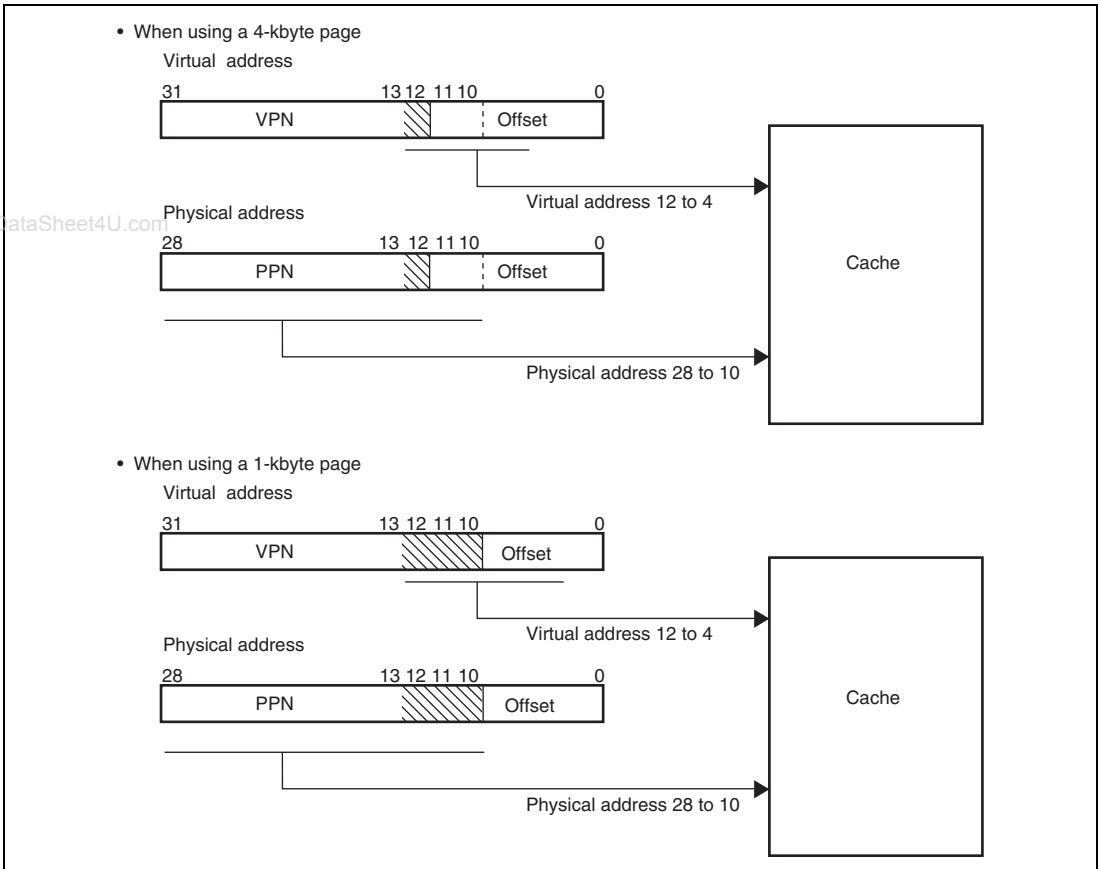 • When using a 4-kbyte page
Virtual address
31 13 12 11 10 0
VPN Offset
Virtual address 12 to 4
DataSheet4U.com
Physical address
28 13 12 11 10 0
PPN Offset
Physical address 28 to 10
Cache
• When using a 1-kbyte page
Virtual address
31 13 12 11 10 0
VPN Offset
Virtual address 12 to 4
Physical address
28 13 12 11 10 0
PPN Offset
Physical address 28 to 10
Cache